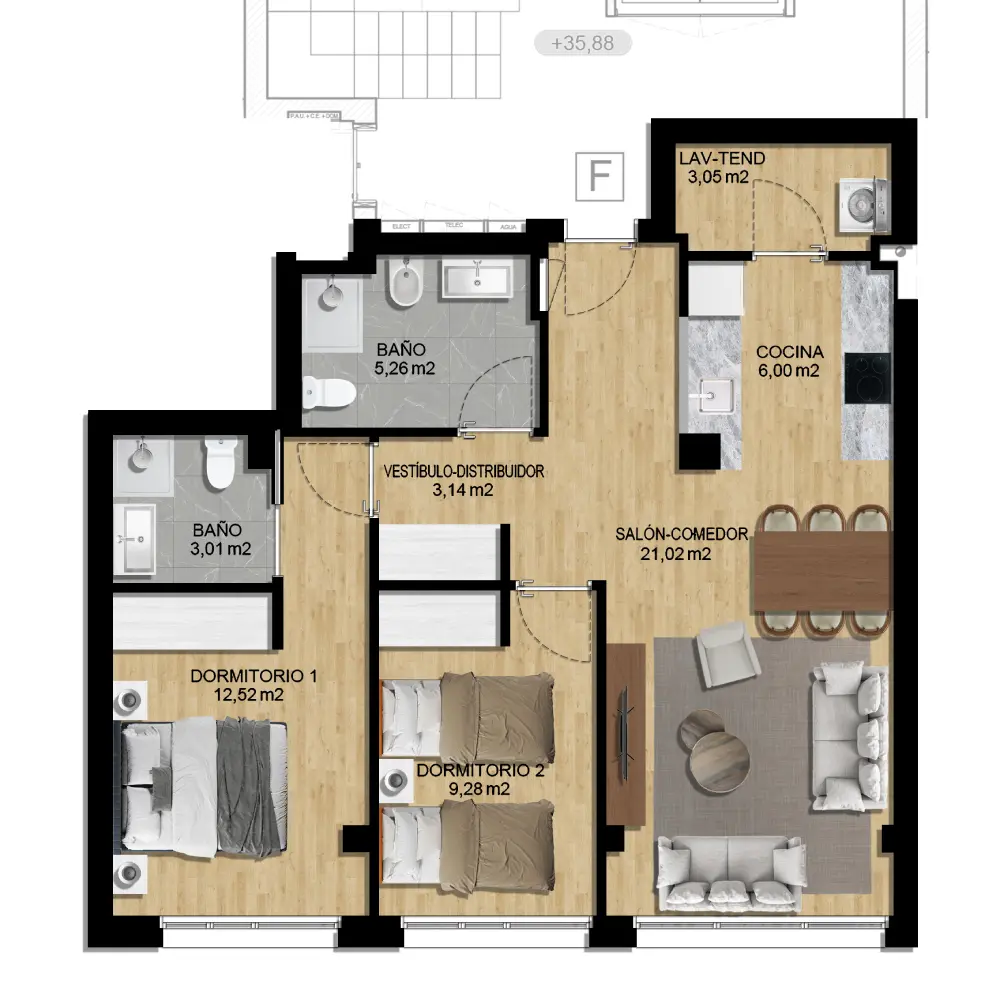 +35,88
P.A.U.+C.E.+DOM
F
LAV-TEND
3,05 m2
ELECT
TELEC
AGUA
BAÑO
5,26 m2
COCINA
6,00 m2
VESTÍBULO-DISTRIBUIDOR
3,14 m2
BAÑO
3,01 m2
SALÓN-COMEDOR
21,02 m2
DORMITORIO 1
12,52 m2
DORMITORIO 2
9,28 m2